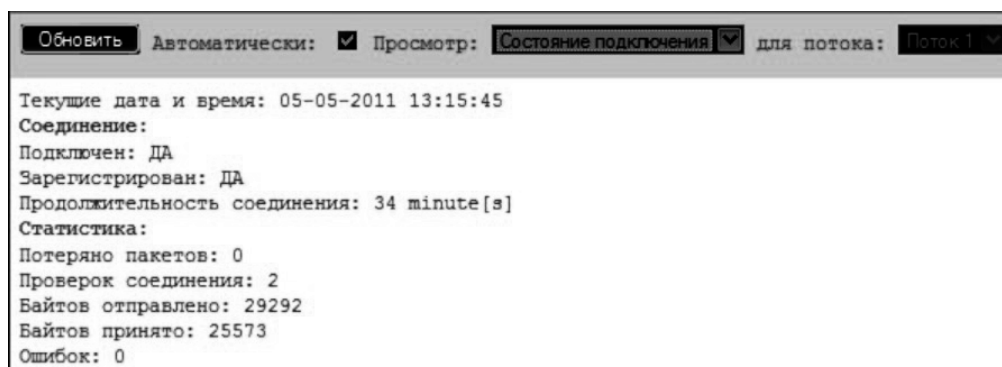 Обновить Автоматически: Просмотр: Состояние подключения для потока: Поток 1
Текущие дата и время: 05-05-2011 13:15:45
Соединение:
Подключен: ДА
Зарегистрирован: ДА
Продолжительность соединения: 34 minute[s]
Статистика:
Потеряно пакетов: 0
Проверок соединения: 2
Байтов отправлено: 29292
Байтов принято: 25573
Ошибок: 0